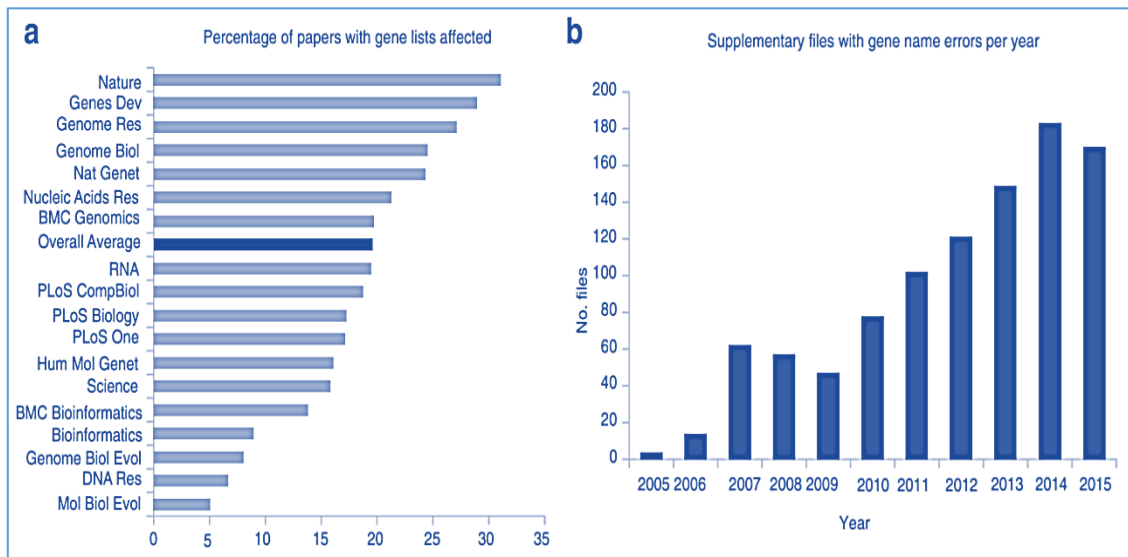 a
Percentage of papers with gene lists affected
Nature
Genes Dev
Genome Res
Genome Biol
Nat Genet
Nucleic Acids Res
BMC Genomics
Overall Average
RNA
PLoS CompBiol
PLoS Biology
PLoS One
Hum Mol Genet
Science
BMC Bioinformatics
Bioinformatics
Genome Biol Evol
DNA Res
Mol Biol Evol
0 5 10 15 20 25 30 35
b
Supplementary files with gene name errors per year
No. files
200
180
160
140
120
100
80
60
40
20
0
2005 2006 2007 2008 2009 2010 2011 2012 2013 2014 2015
Year